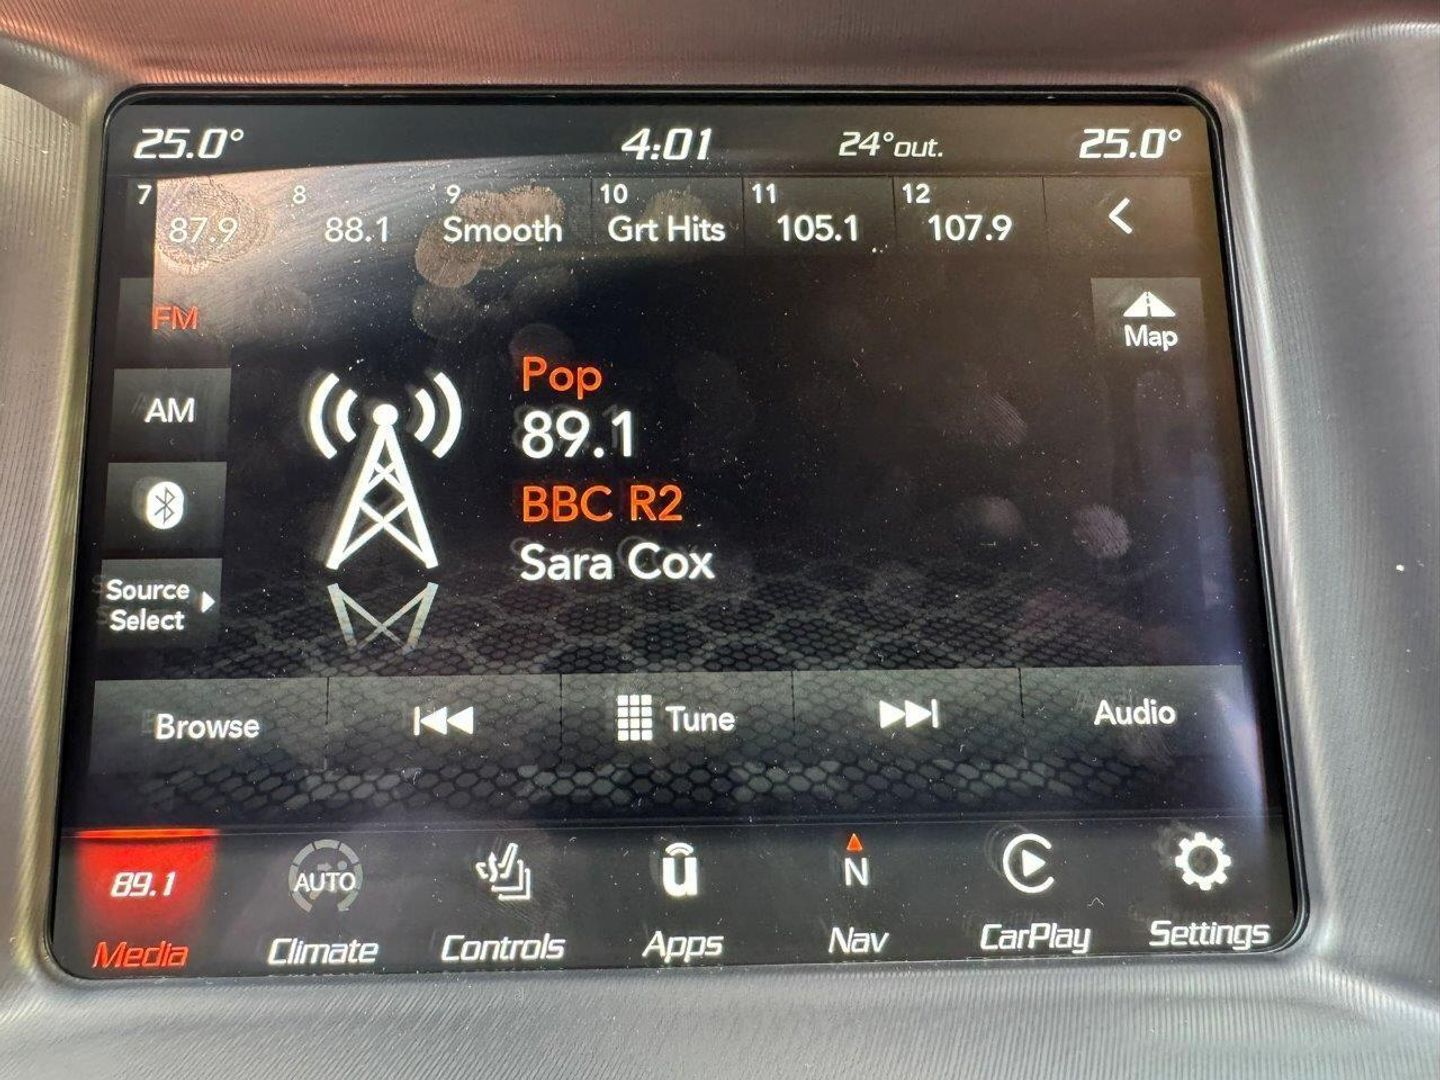 25.0° 4:01 24°out. 25.0°
7 8 9 10 11 12
87.9 88.1 Smooth Grt Hits 105.1 107.9
FM
Map
AM
Pop
89.1
BBC R2
Sara Cox
Source
Select
Browse Tune Audio
89.1 AUTO u N
Media Climate Controls Apps Nav CarPlay Settings